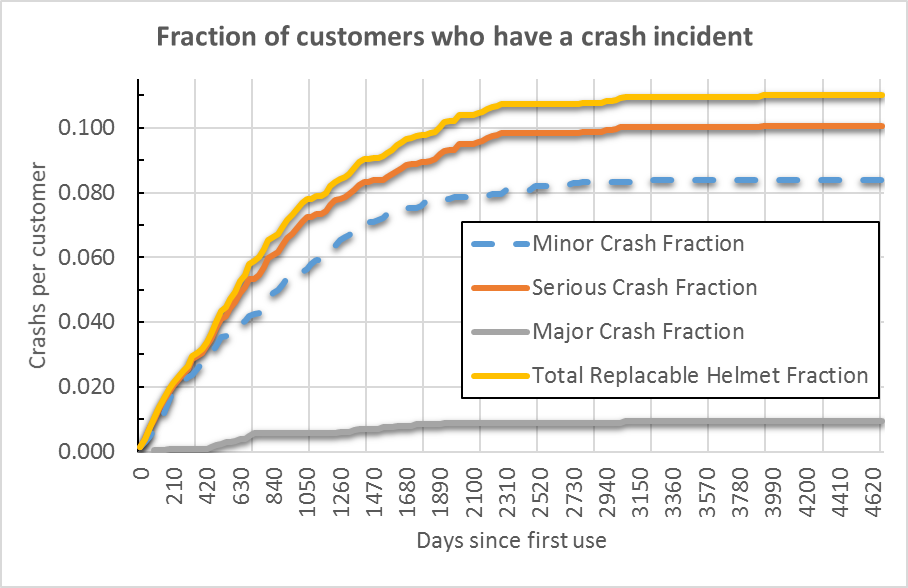 Fraction of customers who have a crash incident
Crashs per customer
0.100
0.080
0.060
0.040
0.020
0.000
Minor Crash Fraction
Serious Crash Fraction
Major Crash Fraction
Total Replacable Helmet Fraction
0 210 420 630 840 1050 1260 1470 1680 1890 2100 2310 2520 2730 2940 3150 3360 3570 3780 3990 4200 4410 4620
Days since first use